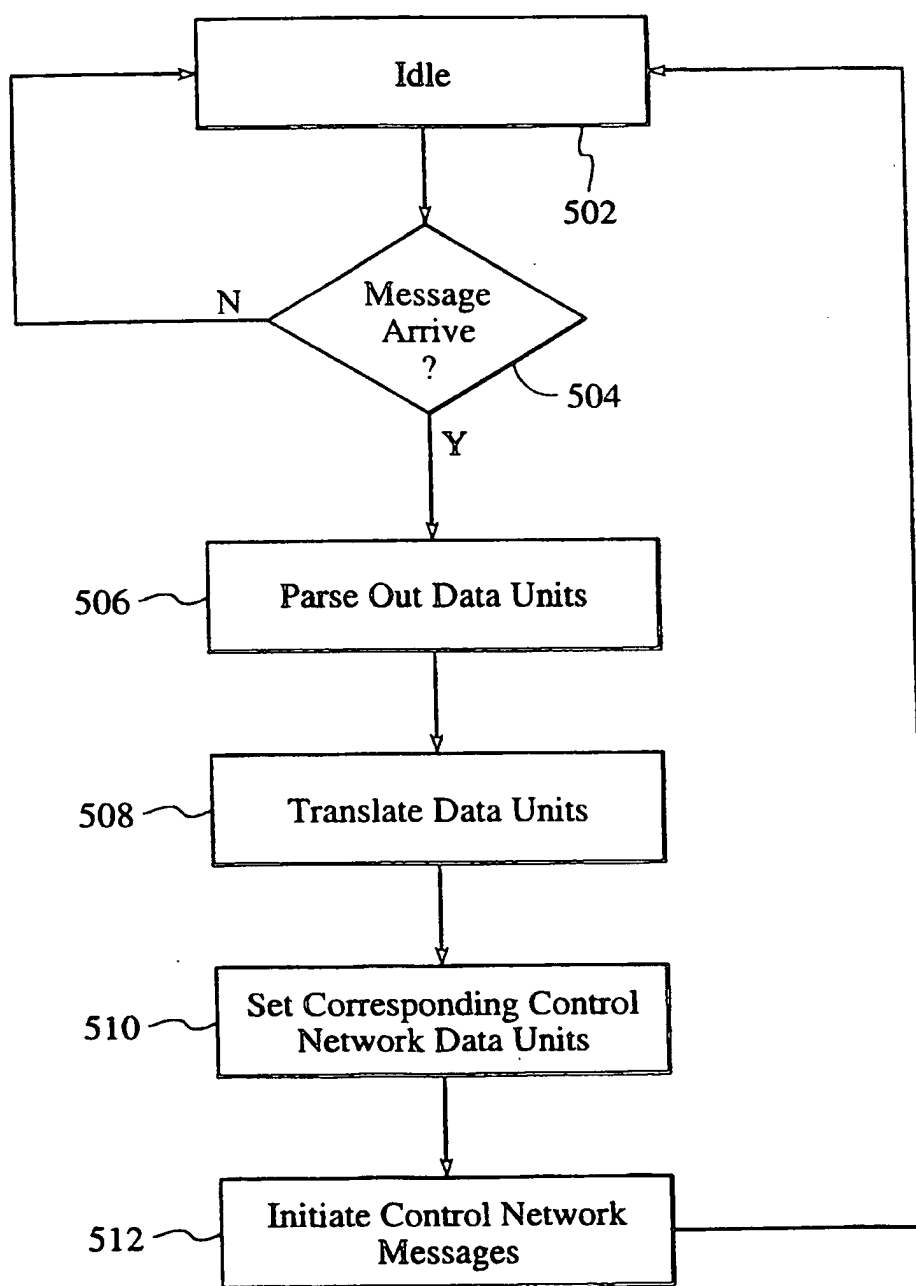 Idle
502
Message
Arrive
?
N
504
Y
Parse Out Data Units
506
Translate Data Units
508
Set Corresponding Control
Network Data Units
510
Initiate Control Network
Messages
512